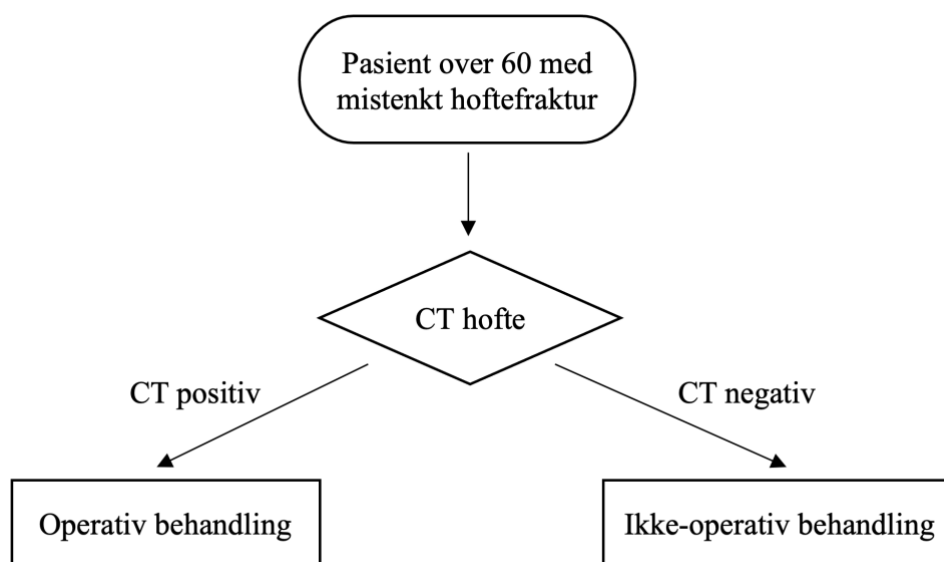 Pasient over 60 med
mistenkt hoftefraktur
CT hofte
CT positiv
CT negativ
Operativ behandling
Ikke-operativ behandling